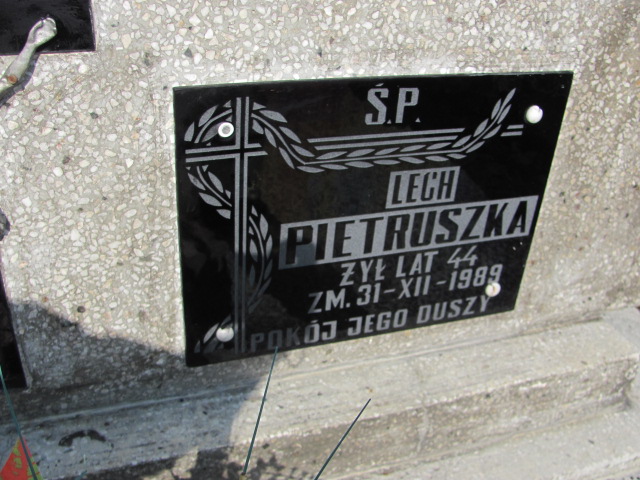 Ś.P.
LECH
PIETRUSZKA
ŻYŁ LAT 44
ZM. 31-XII-1989
POKÓJ JEGO DUSZY